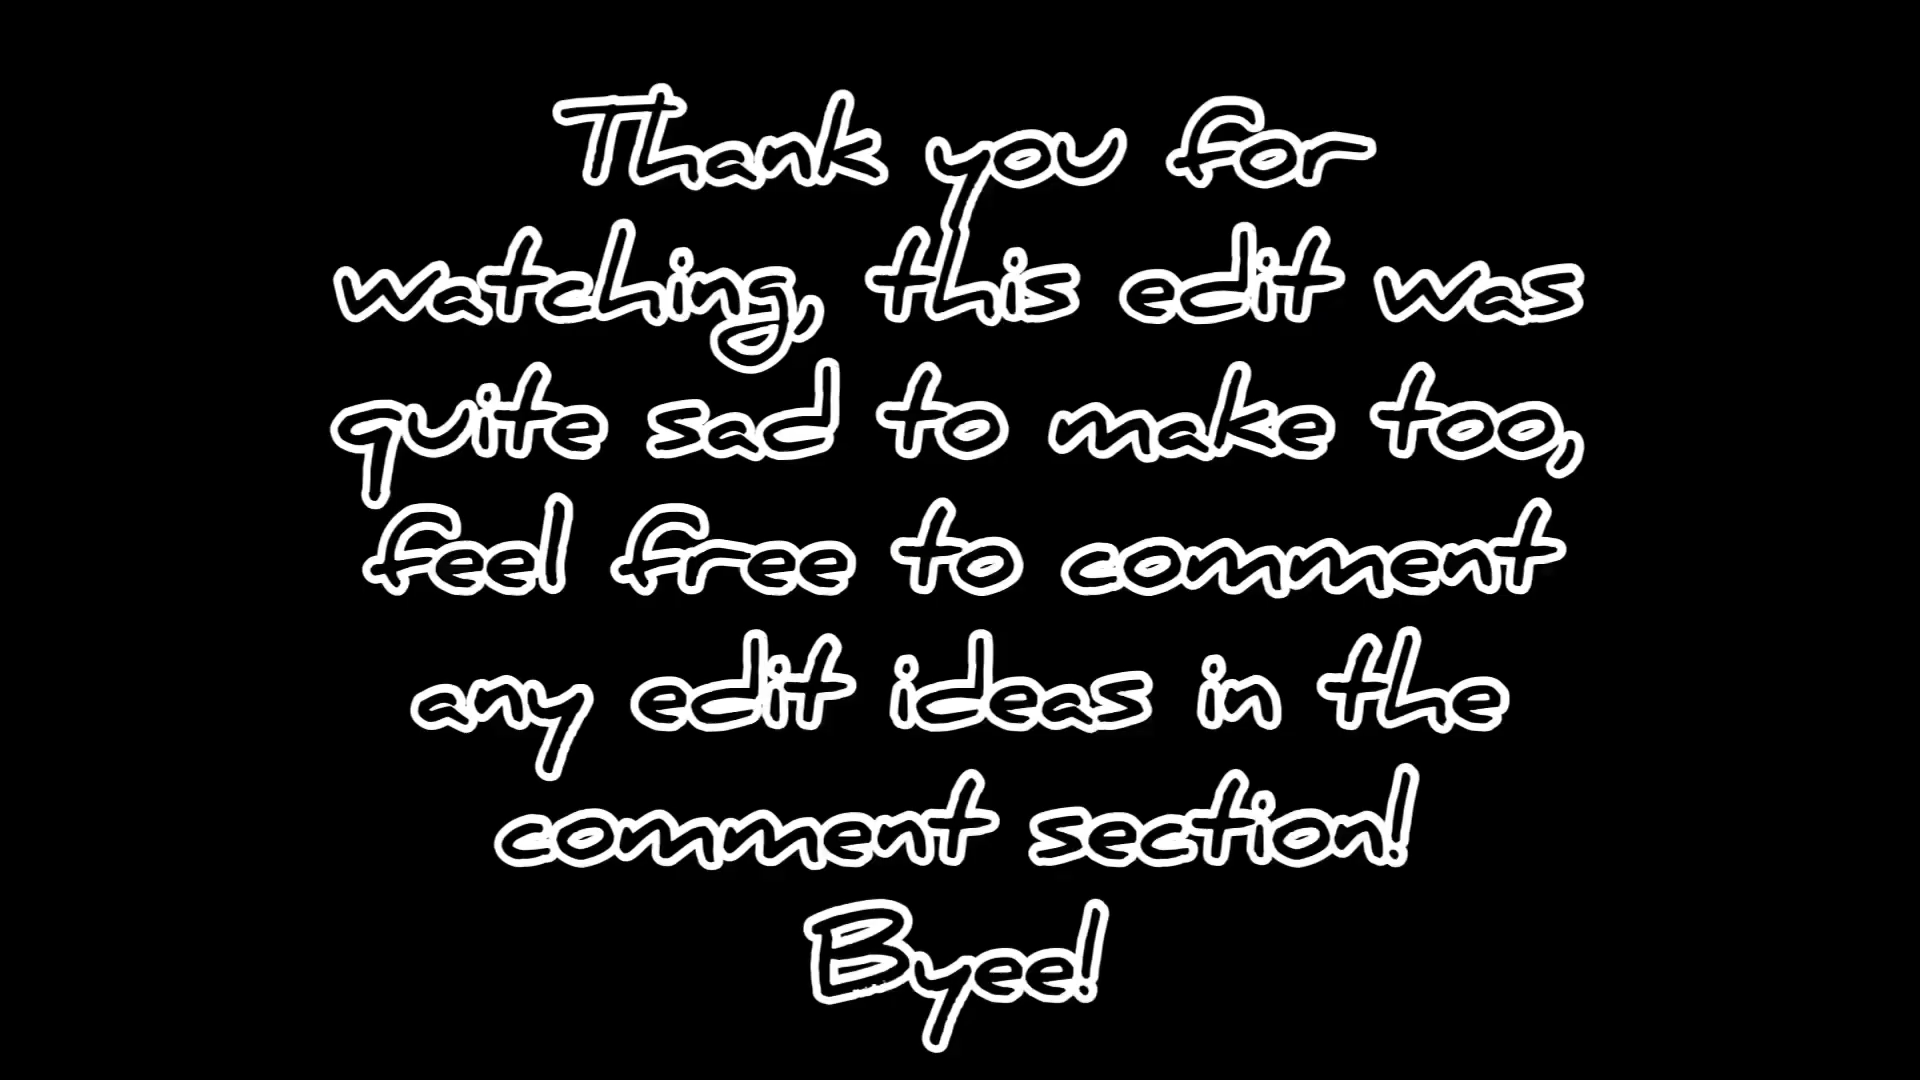 Thank you for
watching, this edit was
quite sad to make too,
feel free to comment
any edit ideas in the
comment section!
Byee!